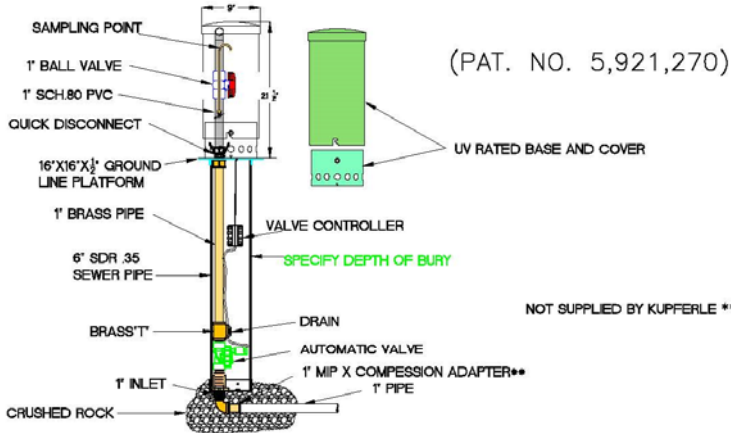 9"
SAMPLING POINT
1" BALL VALVE
1" SCH.80 PVC
QUICK DISCONNECT
16"X16"X½" GROUND
LINE PLATFORM
1" BRASS PIPE
6" SDR .35
SEWER PIPE
BRASS"T"
1" INLET
CRUSHED ROCK
(PAT. NO. 5,921,270)
UV RATED BASE AND COVER
VALVE CONTROLLER
SPECIFY DEPTH OF BURY
DRAIN
AUTOMATIC VALVE
1" MIP X COMPESSION ADAPTER**
1" PIPE
NOT SUPPLIED BY KUPFERLE *